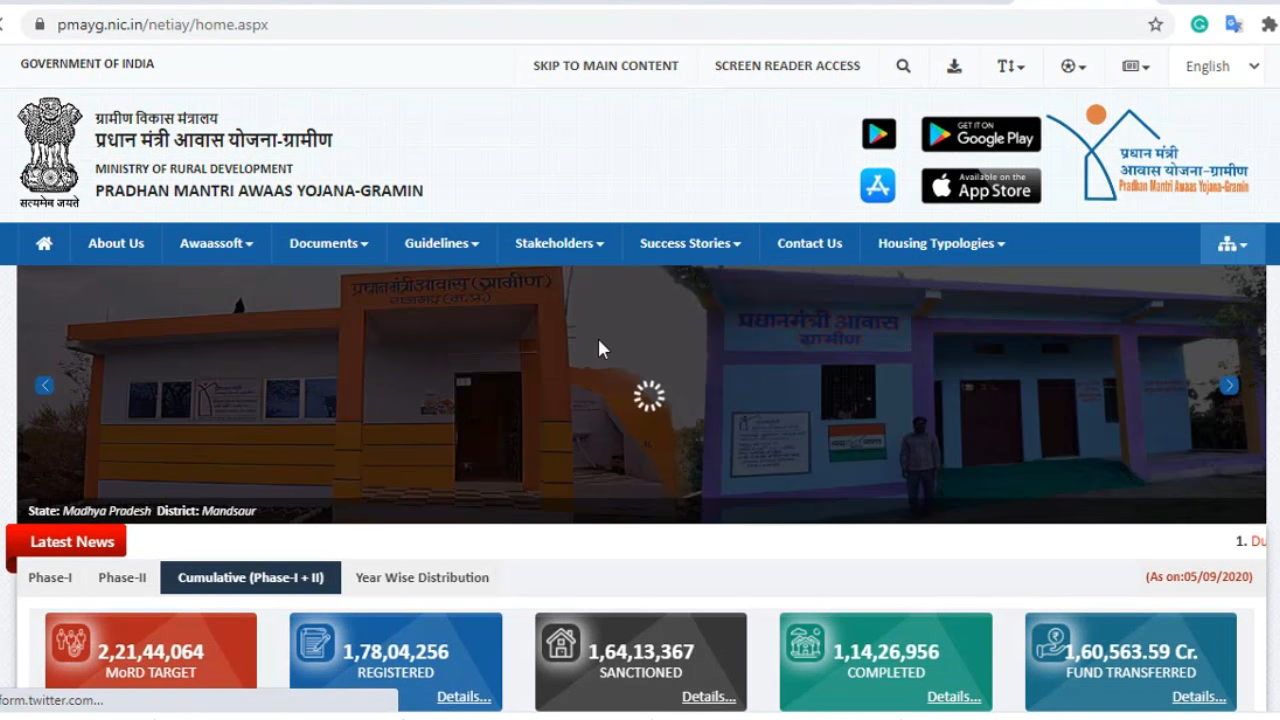 pmayg.nic.in/netiay/home.aspx
GOVERNMENT OF INDIA
SKIP TO MAIN CONTENT
SCREEN READER ACCESS
English
ग्रामीण विकास मंत्रालय
प्रधान मंत्री आवास योजना-ग्रामीण
MINISTRY OF RURAL DEVELOPMENT
PRADHAN MANTRI AWAAS YOJANA-GRAMIN
सत्यमेव जयते
GET IT ON
Google Play
Available on the
App Store
प्रधान मंत्री
आवास योजना-ग्रामीण
Pradhan Mantri Awaas Yojana-Gramin
About Us
Awaassoft
Documents
Guidelines
Stakeholders
Success Stories
Contact Us
Housing Typologies
प्रधानमंत्री आवास (ग्रामीण)
प्रधानमंत्री आवास
ग्रामीण
State: Madhya Pradesh District: Mandsaur
Latest News
1. Du
Phase-I
Phase-II
Cumulative (Phase-I + II)
Year Wise Distribution
(As on:05/09/2020)
2,21,44,064
MoRD TARGET
1,78,04,256
REGISTERED
Details...
1,64,13,367
SANCTIONED
Details...
1,14,26,956
COMPLETED
Details...
1,60,563.59 Cr.
FUND TRANSFERRED
Details...
form.twitter.com...